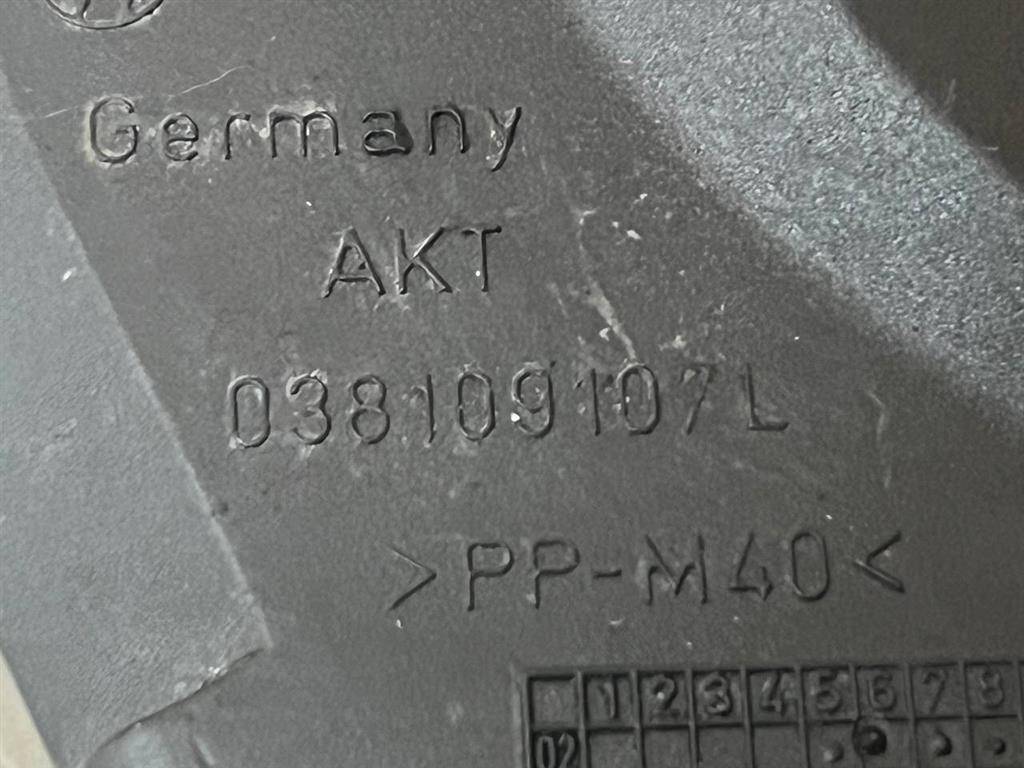 Germany
AKT
038109107L
>PP-M40<
1 2 3 4 5 6 7 8
02